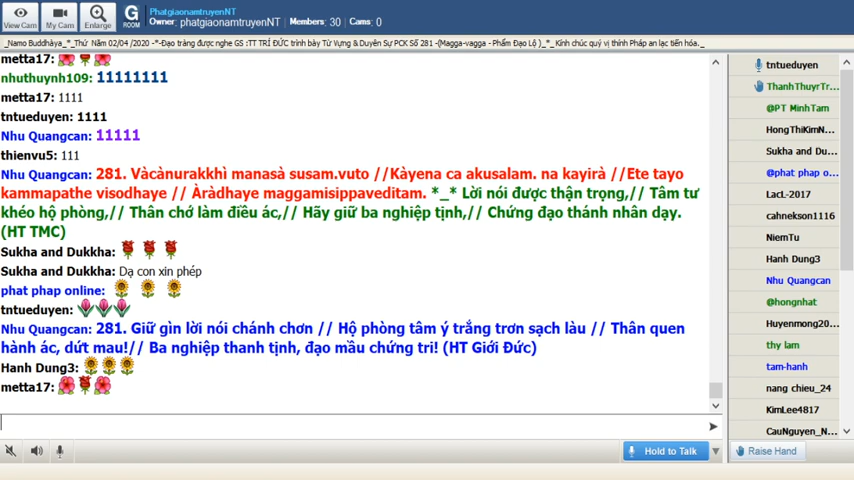 View Cam
My Cam
Enlarge
G
ROOM
PhatgiaonamtruyenNT
Owner: phatgiaonamtruyenNT | Members: 30 | Cams: 0
_Namo Buddhàya_*_Thứ Năm 02/04 /2020 -*-Đạo tràng được nghe GS :TT TRÍ ĐỨC trình bày Từ Vựng & Duyên Sự PCK Số 281 -(Magga-vagga - Phẩm Đạo Lộ )_*_ Kính chúc quý vị thính Pháp an lạc tiến hóa._
metta17:
nhuthuynh109: 11111111
metta17: 1111
tntueduyen: 1111
Nhu Quangcan: 11111
thienvu5: 111
Nhu Quangcan: 281. Vàcànurakkhì manasà susam.vuto //Kàyena ca akusalam. na kayirà //Ete tayo
kammapathe visodhaye // Àràdhaye maggamisippaveditam. *_* Lời nói được thận trọng,// Tâm tư
khéo hộ phòng,// Thân chớ làm điều ác,// Hãy giữ ba nghiệp tịnh,// Chứng đạo thánh nhân dạy.
(HT TMC)
Sukha and Dukkha:
Sukha and Dukkha: Dạ con xin phép
phat phap online:
tntueduyen:
Nhu Quangcan: 281. Giữ gìn lời nói chánh chơn // Hộ phòng tâm ý trắng trơn sạch làu // Thân quen
hành ác, dứt mau!// Ba nghiệp thanh tịnh, đạo mầu chứng tri! (HT Giới Đức)
Hanh Dung3:
metta17:
Hold to Talk
tntueduyen
ThanhThuyrTr...
@PT MinhTam
HongThiKimN...
Sukha and Du...
@phat phap o...
LacL-2017
cahnekson1116
NiemTu
Hanh Dung3
Nhu Quangcan
@hongnhat
Huyenmong20...
thy lam
tam-hanh
nang chieu_24
KimLee4817
CauNguyen_N...
Raise Hand